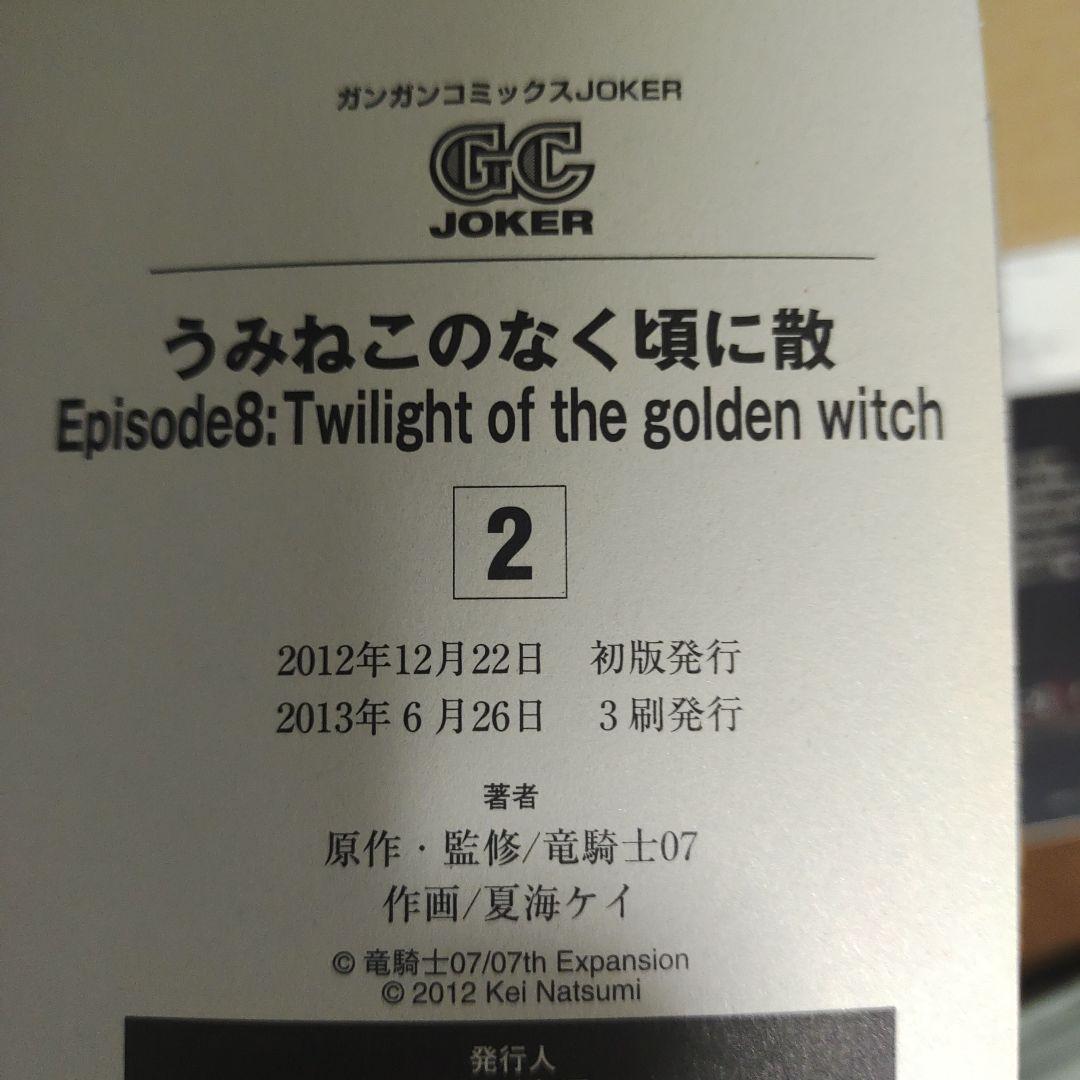 ガンガンコミックスJOKER
GC
JOKER
うみねこのなく頃に散
Episode8:Twilight of the golden witch
2
2012年12月22日　初版発行
2013年 6 月26日　3 刷発行
著者
原作・監修/竜騎士07
作画/夏海ケイ
© 竜騎士07/07th Expansion
© 2012 Kei Natsumi
発行人